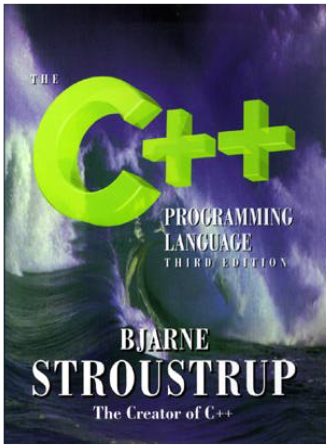 THE
C++
PROGRAMMING
LANGUAGE
THIRD EDITION
BJARNE
STROUSTRUP
The Creator of C++